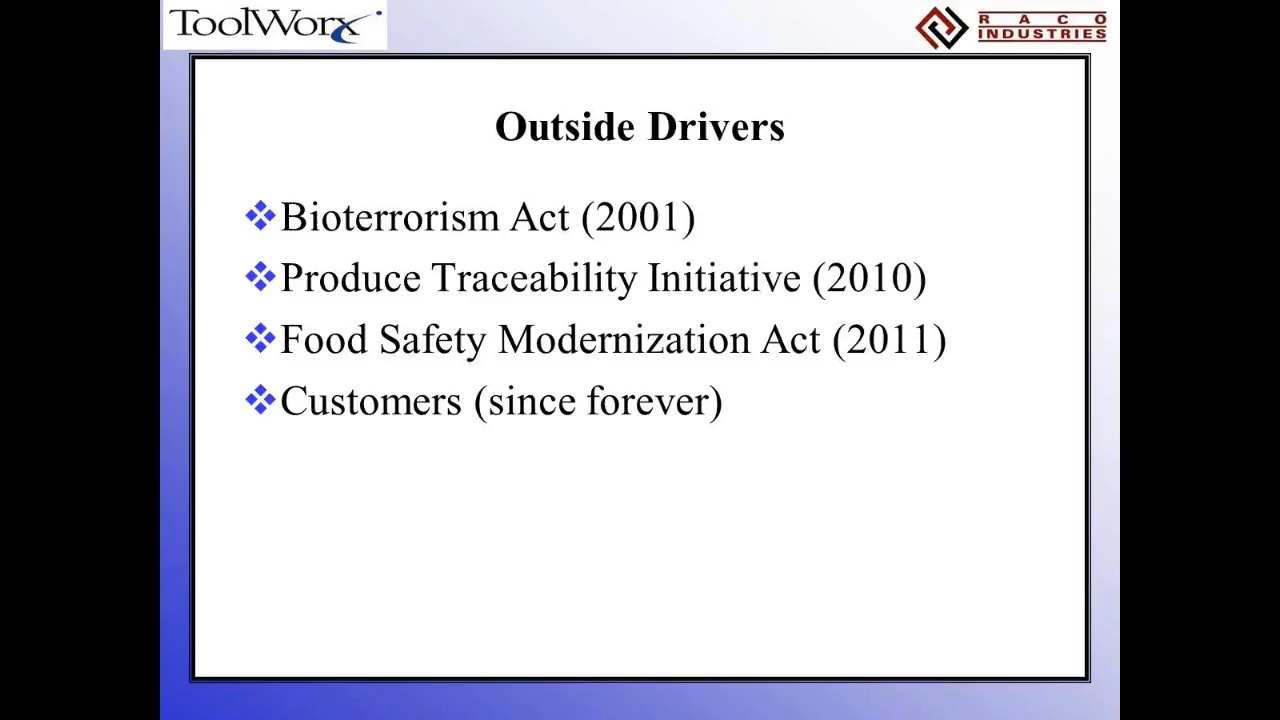 ToolWorx
RACO
INDUSTRIES
Outside Drivers
Bioterrorism Act (2001)
Produce Traceability Initiative (2010)
Food Safety Modernization Act (2011)
Customers (since forever)